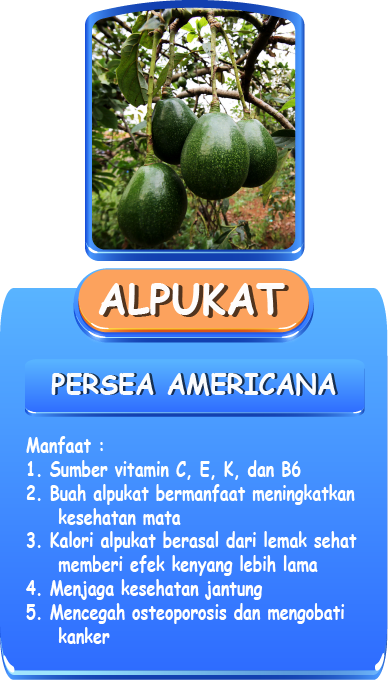 ALPUKAT
PERSEA AMERICANA
Manfaat :
1. Sumber vitamin C, E, K, dan B6
2. Buah alpukat bermanfaat meningkatkan
kesehatan mata
3. Kalori alpukat berasal dari lemak sehat
memberi efek kenyang lebih lama
4. Menjaga kesehatan jantung
5. Mencegah osteoporosis dan mengobati
kanker